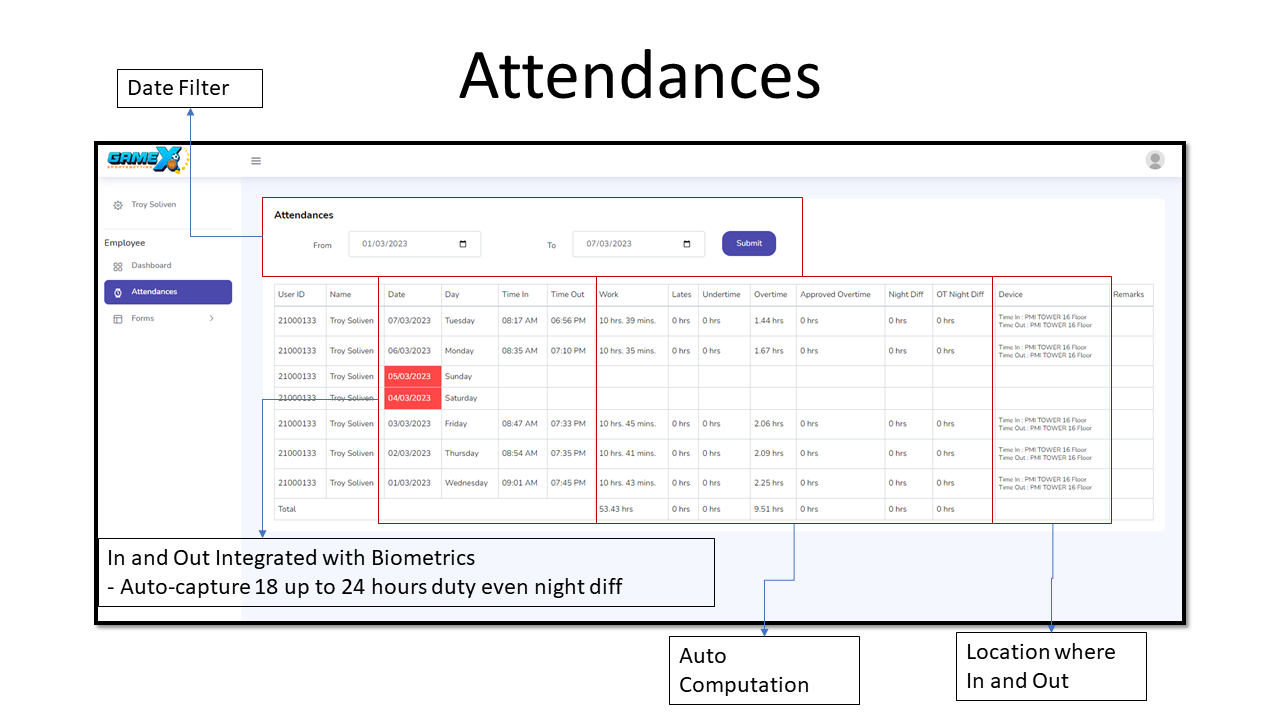 Attendances
Date Filter
GAMEX
Troy Soliven
Employee
Dashboard
Attendances
Forms
Attendances
From 01/03/2023 To 07/03/2023 Submit
User ID Name Date Day Time In Time Out Work Lates Undertime Overtime Approved Overtime Night Diff OT Night Diff Device Remarks
21000133 Troy Soliven 07/03/2023 Tuesday 08:17 AM 06:56 PM 10 hrs. 39 mins. 0 hrs 0 hrs 1.44 hrs 0 hrs 0 hrs 0 hrs Time In : PMI TOWER 16 Floor
Time Out : PMI TOWER 16 Floor
21000133 Troy Soliven 06/03/2023 Monday 08:35 AM 07:10 PM 10 hrs. 35 mins. 0 hrs 0 hrs 1.67 hrs 0 hrs 0 hrs 0 hrs Time In : PMI TOWER 16 Floor
Time Out : PMI TOWER 16 Floor
21000133 Troy Soliven 05/03/2023 Sunday
21000133 Troy Soliven 04/03/2023 Saturday
21000133 Troy Soliven 03/03/2023 Friday 08:47 AM 07:33 PM 10 hrs. 45 mins. 0 hrs 0 hrs 2.06 hrs 0 hrs 0 hrs 0 hrs Time In : PMI TOWER 16 Floor
Time Out : PMI TOWER 16 Floor
21000133 Troy Soliven 02/03/2023 Thursday 08:54 AM 07:35 PM 10 hrs. 41 mins. 0 hrs 0 hrs 2.09 hrs 0 hrs 0 hrs 0 hrs Time In : PMI TOWER 16 Floor
Time Out : PMI TOWER 16 Floor
21000133 Troy Soliven 01/03/2023 Wednesday 09:01 AM 07:45 PM 10 hrs. 43 mins. 0 hrs 0 hrs 2.25 hrs 0 hrs 0 hrs 0 hrs Time In : PMI TOWER 16 Floor
Time Out : PMI TOWER 16 Floor
Total 53.43 hrs 0 hrs 0 hrs 9.51 hrs 0 hrs 0 hrs 0 hrs
In and Out Integrated with Biometrics
- Auto-capture 18 up to 24 hours duty even night diff
Auto
Computation
Location where
In and Out